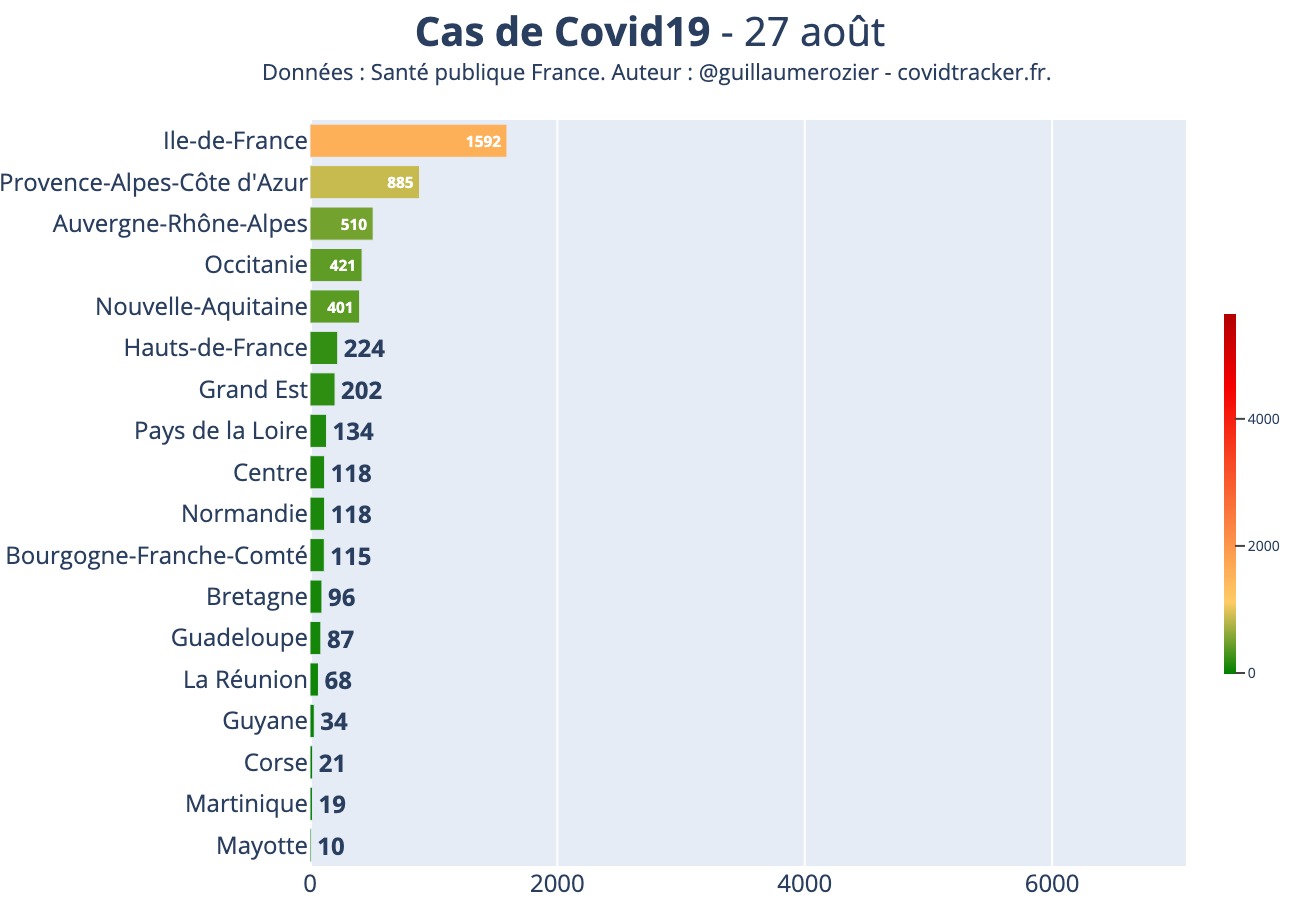 Cas de Covid19 - 27 août
Données : Santé publique France. Auteur : @guillaumerozier - covidtracker.fr.
Ile-de-France 1592
Provence-Alpes-Côte d'Azur 885
Auvergne-Rhône-Alpes 510
Occitanie 421
Nouvelle-Aquitaine 401
Hauts-de-France 224
Grand Est 202
Pays de la Loire 134
Centre 118
Normandie 118
Bourgogne-Franche-Comté 115
Bretagne 96
Guadeloupe 87
La Réunion 68
Guyane 34
Corse 21
Martinique 19
Mayotte 10
0 2000 4000 6000
4000
2000
0